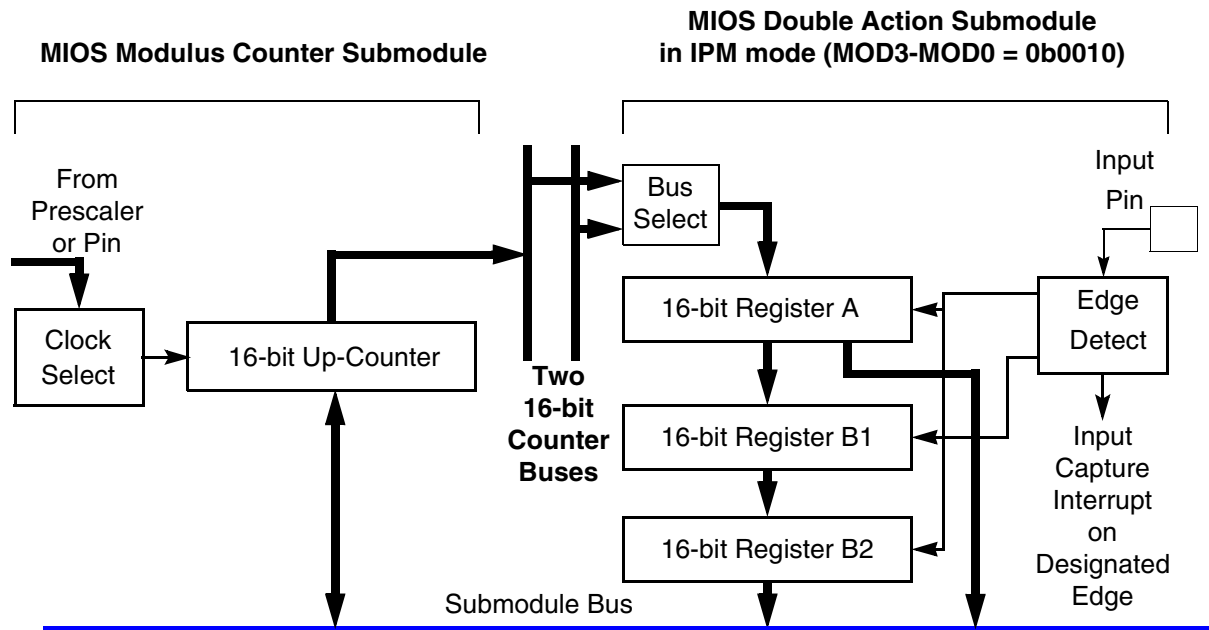 MIOS Modulus Counter Submodule
MIOS Double Action Submodule
in IPM mode (MOD3-MOD0 = 0b0010)
From
Prescaler
or Pin
Clock
Select
16-bit Up-Counter
Two
16-bit
Counter
Buses
Bus
Select
16-bit Register A
16-bit Register B1
16-bit Register B2
Input
Pin
Edge
Detect
Input
Capture
Interrupt
on
Designated
Edge
Submodule Bus